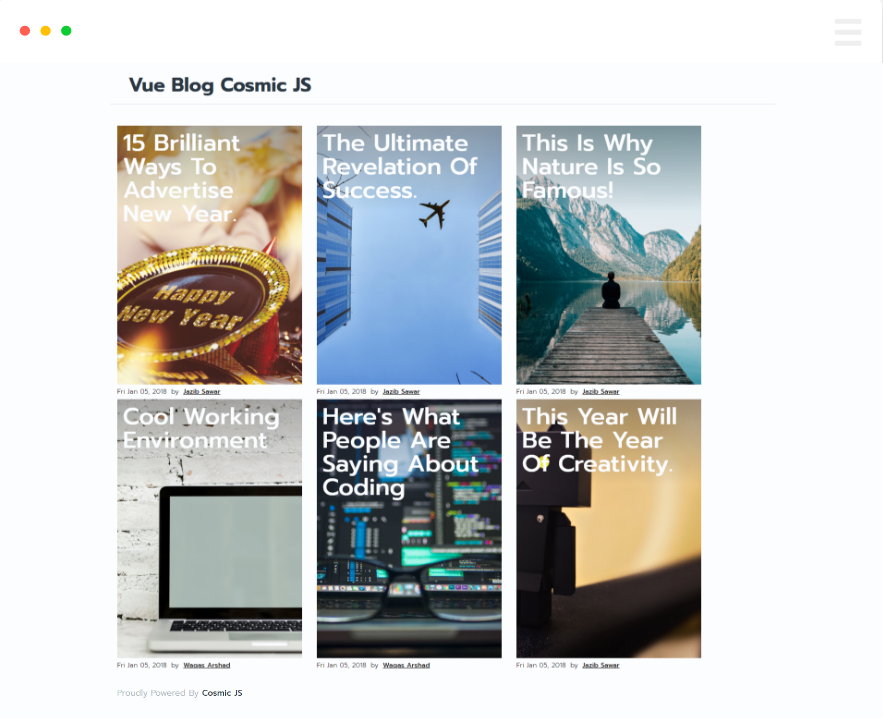 Vue Blog Cosmic JS
15 Brilliant
Ways To
Advertise
New Year.
Happy
New Year
Fri Jan 05, 2018 by Jazib Sawar
The Ultimate
Revelation Of
Success.
Fri Jan 05, 2018 by Jazib Sawar
This Is Why
Nature Is So
Famous!
Fri Jan 05, 2018 by Jazib Sawar
Cool Working
Environment
Fri Jan 05, 2018 by Waqas Arshad
Here's What
People Are
Saying About
Coding
Fri Jan 05, 2018 by Waqas Arshad
This Year Will
Be The Year
Of Creativity.
Fri Jan 05, 2018 by Jazib Sawar
Proudly Powered By Cosmic JS